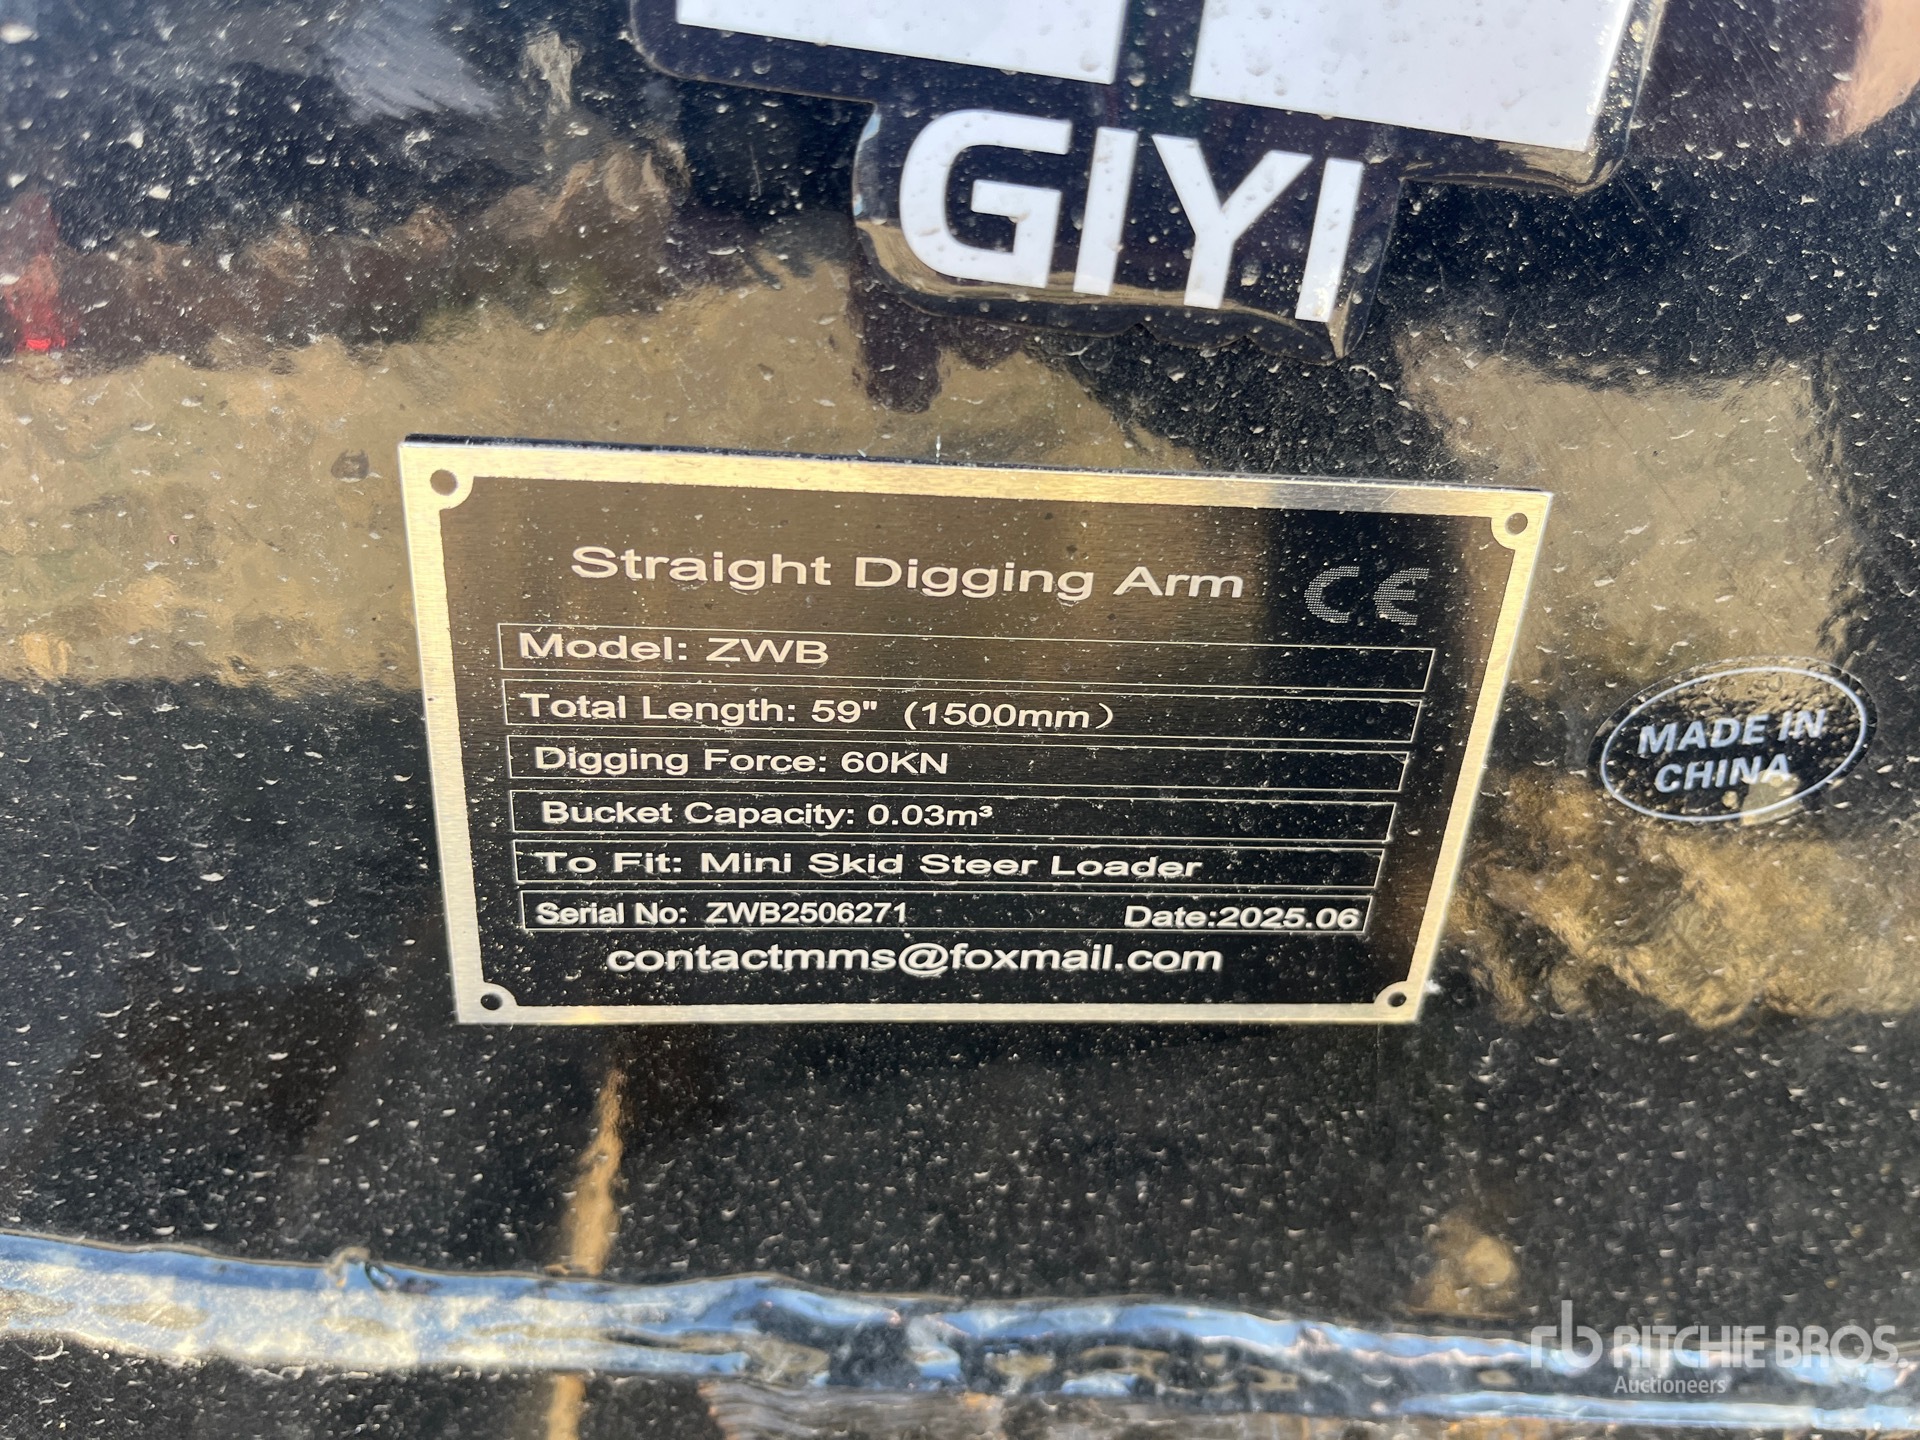 GIYI
Straight Digging Arm CE
Model: ZWB
Total Length: 59" (1500mm)
Digging Force: 60KN
Bucket Capacity: 0.03m³
To Fit: Mini Skid Steer Loader
Serial No: ZWB2506271 Date:2025.06
contactmms@foxmail.com
MADE IN
CHINA
rb RITCHIE BROS.
Auctioneers